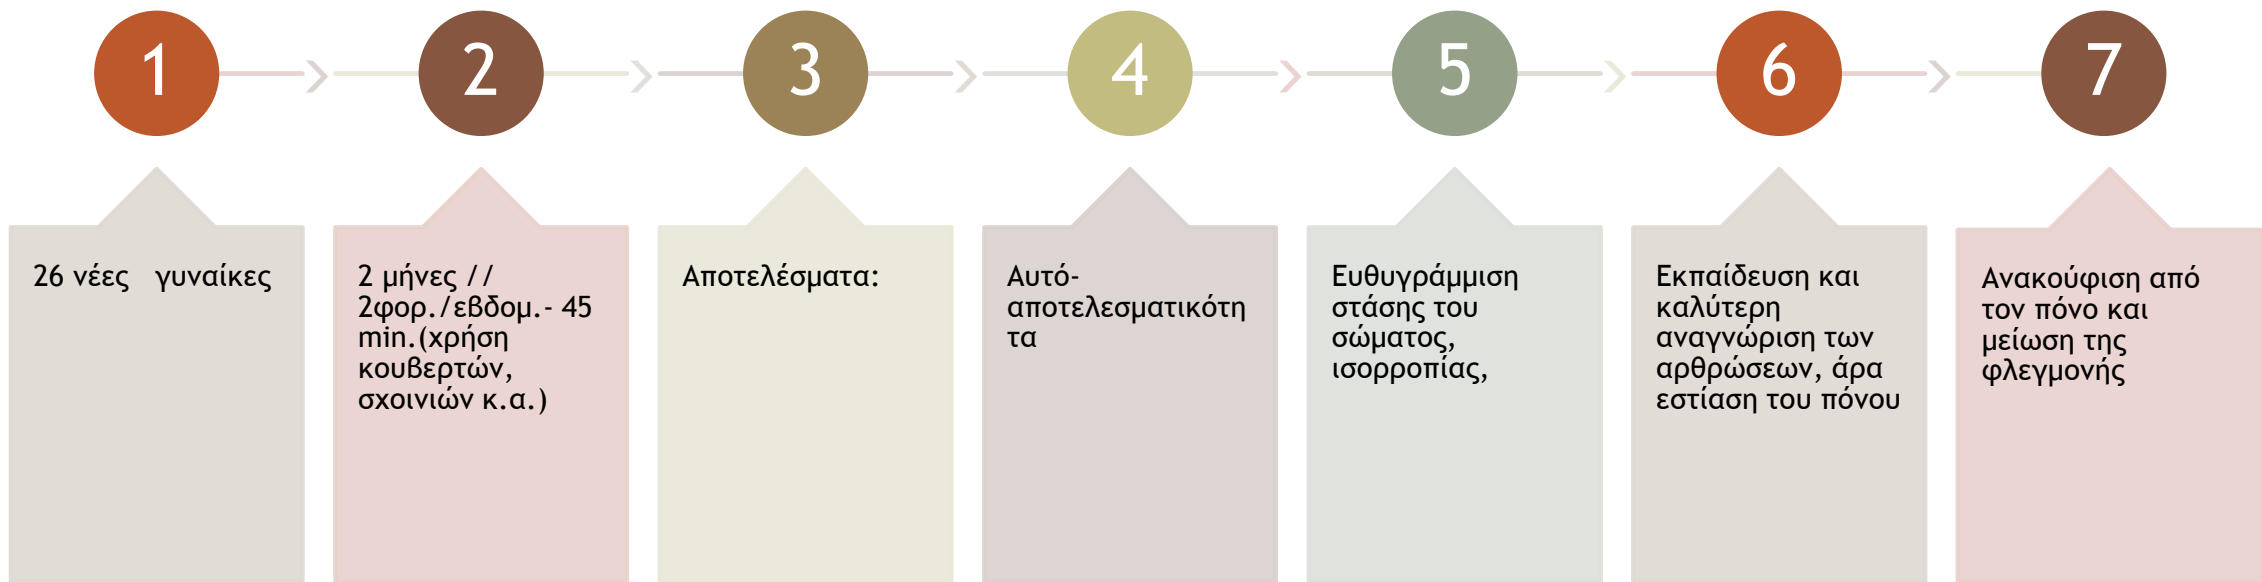 1
2
3
4
5
6
7
26 νέες γυναίκες
2 μήνες //
2φορ./εβδομ.- 45
min.(χρήση
κουβερτών,
σχοινιών κ.α.)
Αποτελέσματα:
Αυτό-
αποτελεσματικότη
τα
Ευθυγράμμιση
στάσης του
σώματος,
ισορροπίας,
Εκπαίδευση και
καλύτερη
αναγνώριση των
αρθρώσεων, άρα
εστίαση του πόνου
Ανακούφιση από
τον πόνο και
μείωση της
φλεγμονής